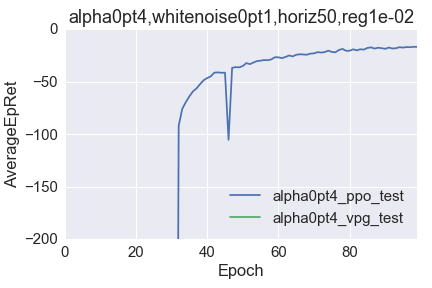 alpha0pt4,whitenoise0pt1,horiz50,reg1e-02
0
−50
−100
−150
−200
AverageEpRet
alpha0pt4_ppo_test
alpha0pt4_vpg_test
0 20 40 60 80
Epoch